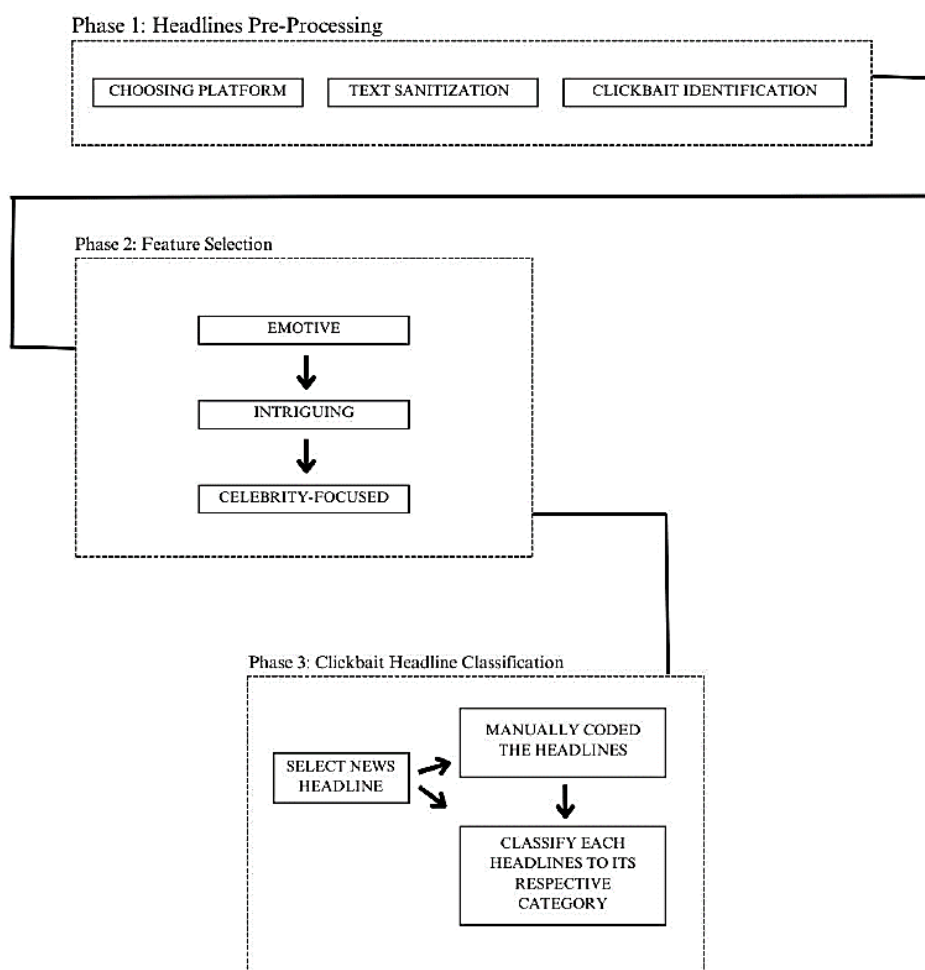 Phase 1: Headlines Pre-Processing
CHOOSING PLATFORM
TEXT SANITIZATION
CLICKBAIT IDENTIFICATION
Phase 2: Feature Selection
EMOTIVE
INTRIGUING
CELEBRITY-FOCUSED
Phase 3: Clickbait Headline Classification
SELECT NEWS
HEADLINE
MANUALLY CODED
THE HEADLINES
CLASSIFY EACH
HEADLINES TO ITS
RESPECTIVE
CATEGORY